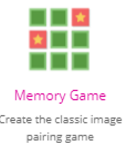 Memory Game
Create the classic image
pairing game